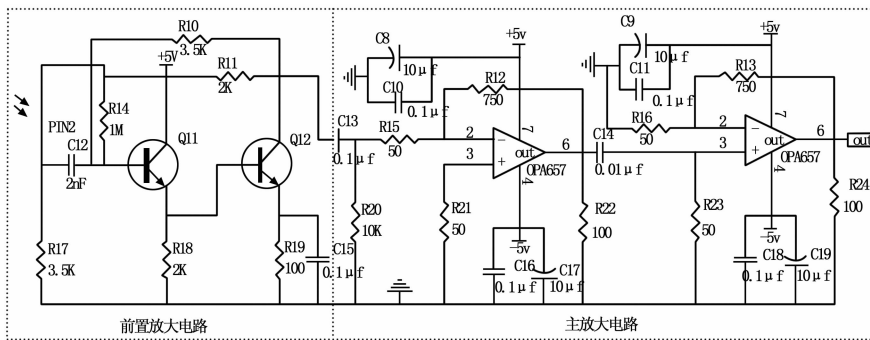 R10
3.5K
+5V
R11
2K
R14
1M
PIN2
C12
2nF
Q11
Q12
R17
3.5K
R18
2K
R19
100
C15
0.1μf
前置放大电路
C8
10μf
C10
0.1μf
+5v
R12
750
C13
0.1μf
R15
50
2
3
7
6
4
out
OPA657
R20
10K
R21
50
-5v
C16
0.1μf
C17
10μf
R22
100
C14
0.01μf
C9
10μf
C11
0.1μf
+5v
R13
750
R16
50
2
3
7
6
4
out
OPA657
out
R23
50
-5v
C18
0.1μf
C19
10μf
R24
100
主放大电路